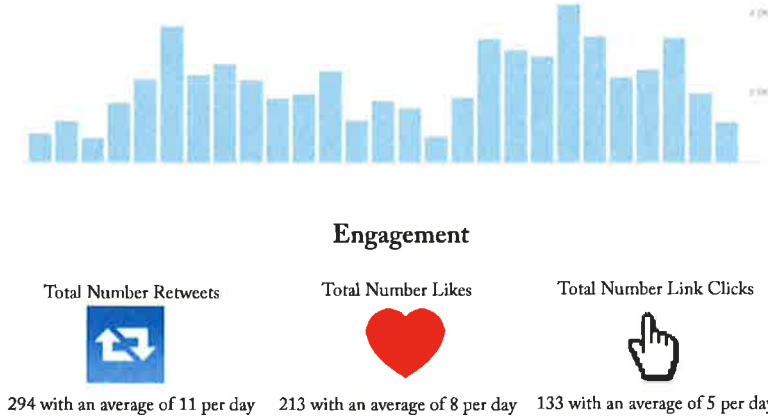 Engagement
Total Number Retweets
Total Number Likes
Total Number Link Clicks
294 with an average of 11 per day
213 with an average of 8 per day
133 with an average of 5 per day